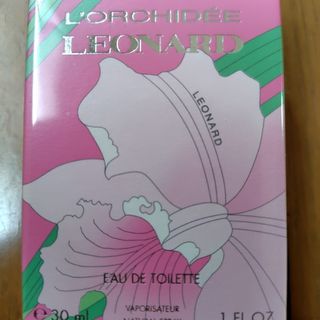 L'ORCHIDÉE
LEONARD
LEONARD
EAU DE TOILETTE
℮ 30 ml
VAPORISATEUR
NATURAL SPRAY
1 FL.OZ